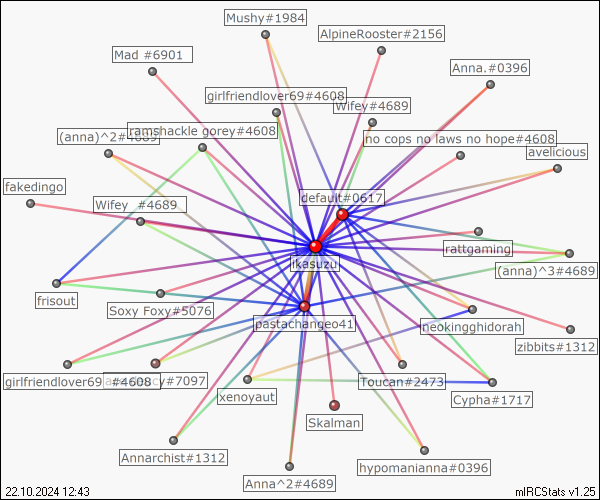 Mushy#1984
AlpineRooster#2156
Mad #6901
Anna.#0396
girlfriendlover69#4608
Wifey#4689
(anna)^2#4689
ramshackle gorey#4608
no cops no laws no hope#4608
avelicious
fakedingo
default#0617
Wifey #4689
rattgaming
ikasuzu
(anna)^3#4689
frisout
Soxy Foxy#5076
pastachangeo41
neokingghidorah
zibbits#1312
girlfriendlover69 #4608
#7097
Toucan#2473
xenoyaut
Cypha#1717
Skalman
Annarchist#1312
hypomanianna#0396
Anna^2#4689
22.10.2024 12:43
mIRCStats v1.25